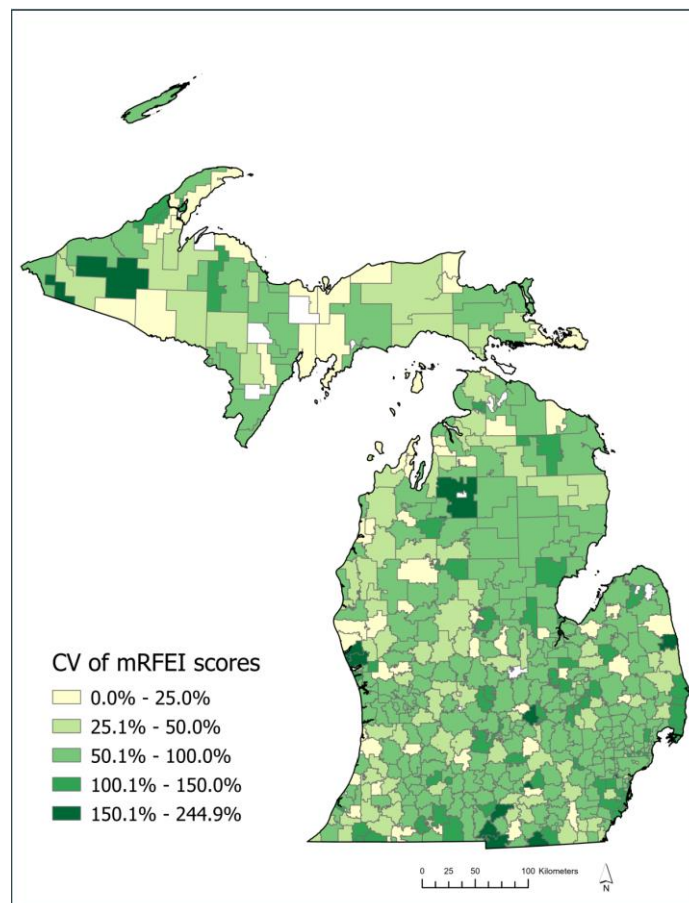 CV of mRFEI scores
0.0% - 25.0%
25.1% - 50.0%
50.1% - 100.0%
100.1% - 150.0%
150.1% - 244.9%
0 25 50 100 Kilometers
N